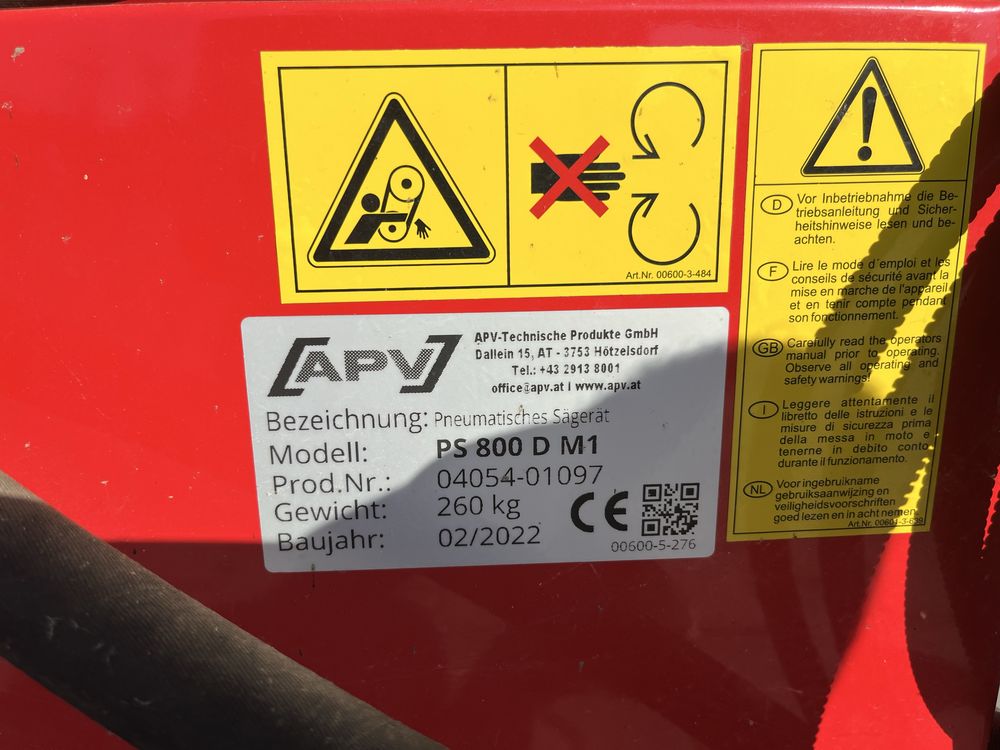 Art.Nr. 00600-3-484
D Vor Inbetriebnahme die Be-
triebsanleitung und Sicher-
heitshinweise lesen und be-
achten.
F Lire le mode d´emploi et les
conseils de sécurité avant la
mise en marche de l'appareil
et en tenir compte pendant
son fonctionnement.
GB Carefully read the operators
manual prior to operating.
Observe all operating and
safety warnings!
I Leggere attentamente il
libretto delle istruzioni e le
misure di sicurezza prima
della messa in moto e
tenerne in debito conto
durante il funzionamento.
NL Voor ingebruikname
gebruiksaanwijzing en
veiligheidsvoorschriften
goed lezen en in acht nemen.
Art.Nr. 00601-3-639
[APV]
APV-Technische Produkte GmbH
Dallein 15, AT - 3753 Hötzelsdorf
Tel.: +43 2913 8001
office@apv.at I www.apv.at
Bezeichnung: Pneumatisches Sägerät
Modell: PS 800 D M1
Prod.Nr.: 04054-01097
Gewicht: 260 kg
Baujahr: 02/2022
CE
00600-5-276